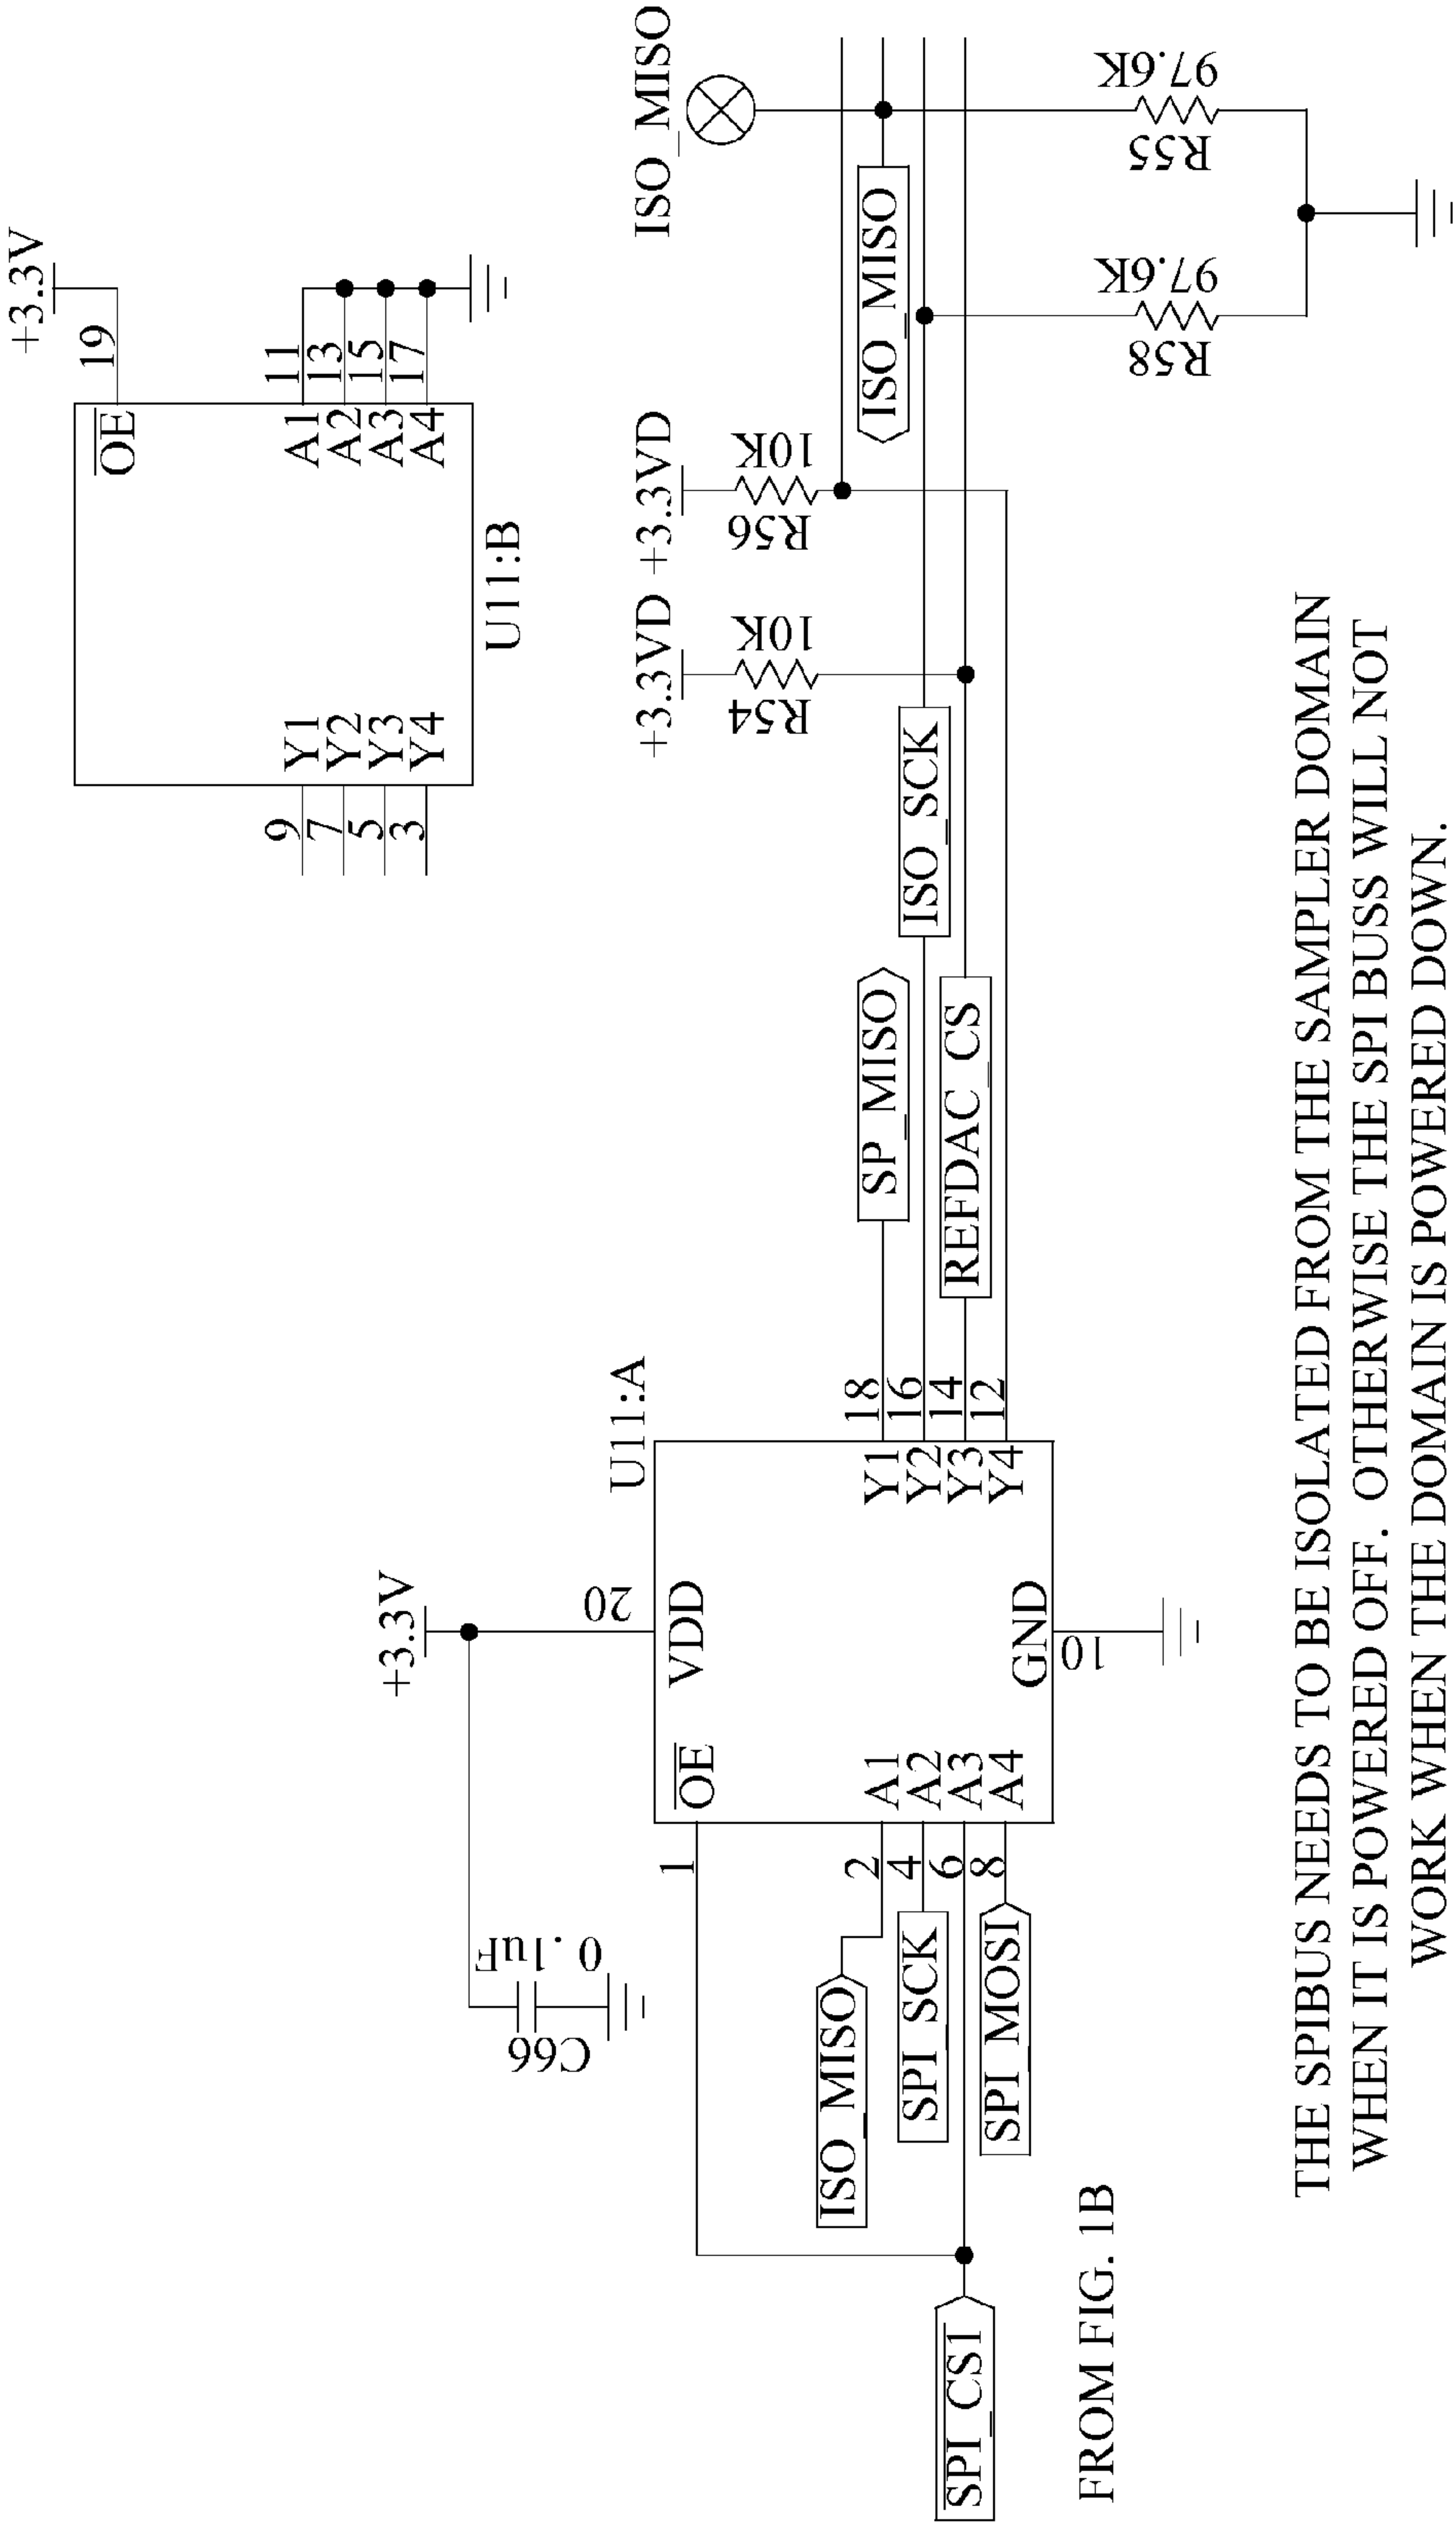 +3.3V
19
OE
11
13
15
17
A1
A2
A3
A4
Y1
Y2
Y3
Y4
9
7
5
3
U11:B
ISO_MISO
+3.3VD
+3.3VD
R54
10K
R56
10K
ISO_MISO
ISO_SCK
SP_MISO
REFDAC_CS
R58
97.6K
R55
97.6K
+3.3V
C66
0.1uF
20
U11:A
OE
VDD
GND
10
A1
A2
A3
A4
Y1
Y2
Y3
Y4
18
16
14
12
1
2
4
6
8
ISO_MISO
SPI_SCK
SPI_MOSI
SPI_CS1
FROM FIG. 1B
THE SPIBUS NEEDS TO BE ISOLATED FROM THE SAMPLER DOMAIN
WHEN IT IS POWERED OFF. OTHERWISE THE SPI BUSS WILL NOT
WORK WHEN THE DOMAIN IS POWERED DOWN.